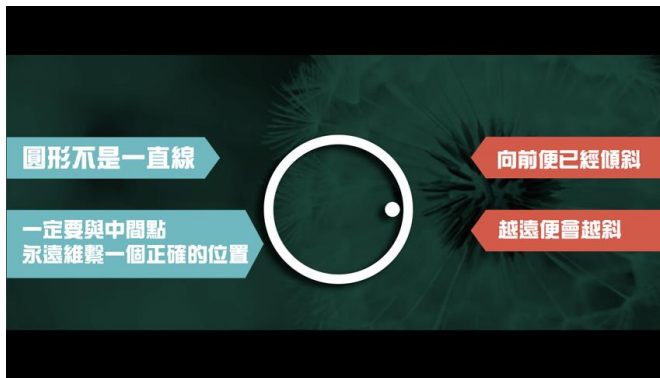 圓形不是一直線
一定要與中間點
永遠維繫一個正確的位置
向前便已經傾斜
越遠便會越斜